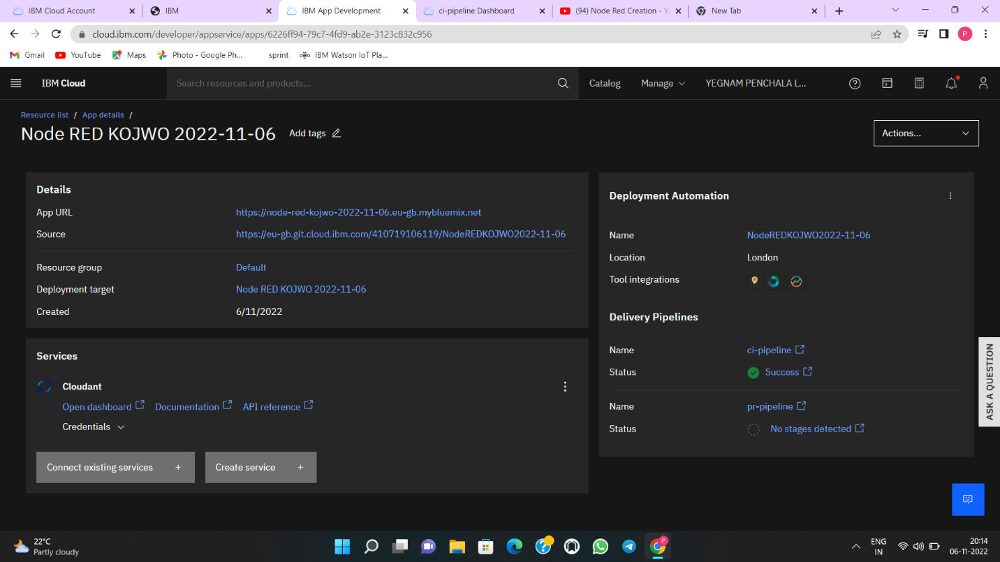 IBM Cloud Account
IBM
IBM App Development
ci-pipeline Dashboard
(94) Node Red Creation - Yo
New Tab
cloud.ibm.com/developer/appservice/apps/6226ff94-79c7-4fd9-ab2e-3123c832c956
P
Gmail
YouTube
Maps
Photo - Google Ph...
sprint
IBM Watson IoT Pla...
IBM Cloud
Search resources and products...
Catalog
Manage
YEGNAM PENCHALA L...
Resource list / App details /
Node RED KOJWO 2022-11-06
Add tags
Actions...
Details
App URL https://node-red-kojwo-2022-11-06.eu-gb.mybluemix.net
Source https://eu-gb.git.cloud.ibm.com/410719106119/NodeREDKOJWO2022-11-06
Resource group Default
Deployment target Node RED KOJWO 2022-11-06
Created 6/11/2022
Services
Cloudant
Open dashboard Documentation API reference
Credentials
Connect existing services +
Create service +
Deployment Automation
Name NodeREDKOJWO2022-11-06
Location London
Tool integrations
Delivery Pipelines
Name ci-pipeline
Status Success
Name pr-pipeline
Status No stages detected
ASK A QUESTION
22°C
Partly cloudy
P
ENG
IN
20:14
06-11-2022